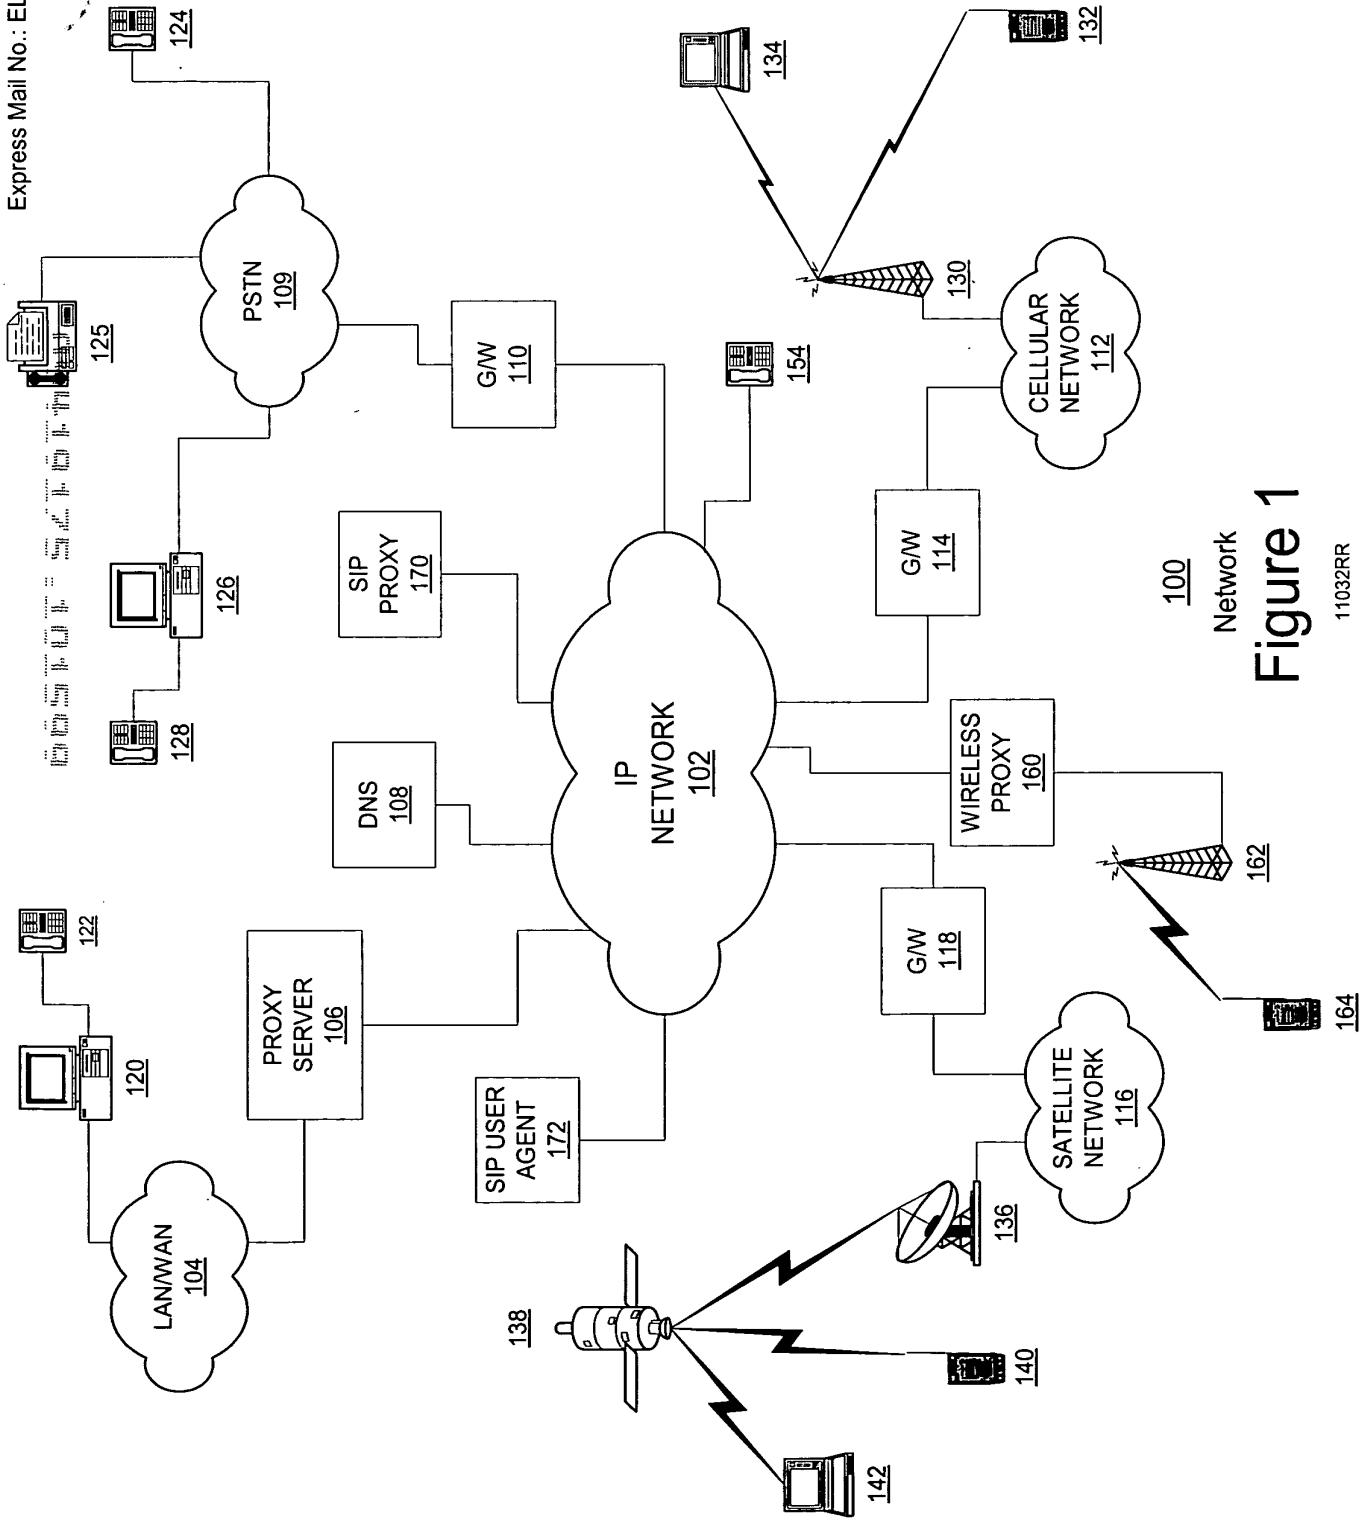 Express Mail No.: EL
122
125
120
128
126
124
LAN/WAN
104
PROXY
SERVER
106
PSTN
109
DNS
108
SIP
PROXY
170
G/W
110
SIP USER
AGENT
172
138
IP
NETWORK
102
154
134
142
G/W
118
G/W
114
130
136
140
WIRELESS
PROXY
160
CELLULAR
NETWORK
112
132
SATELLITE
NETWORK
116
162
164
100
Network
Figure 1
11032RR